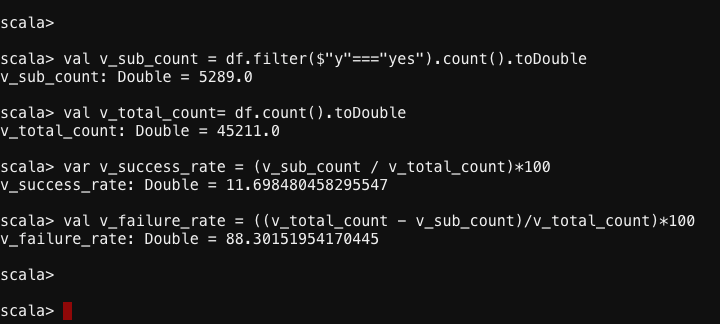 scala>
scala> val v_sub_count = df.filter($"y"==="yes").count().toDouble
v_sub_count: Double = 5289.0
scala> val v_total_count= df.count().toDouble
v_total_count: Double = 45211.0
scala> var v_success_rate = (v_sub_count / v_total_count)*100
v_success_rate: Double = 11.698480458295547
scala> val v_failure_rate = ((v_total_count - v_sub_count)/v_total_count)*100
v_failure_rate: Double = 88.30151954170445
scala>
scala>